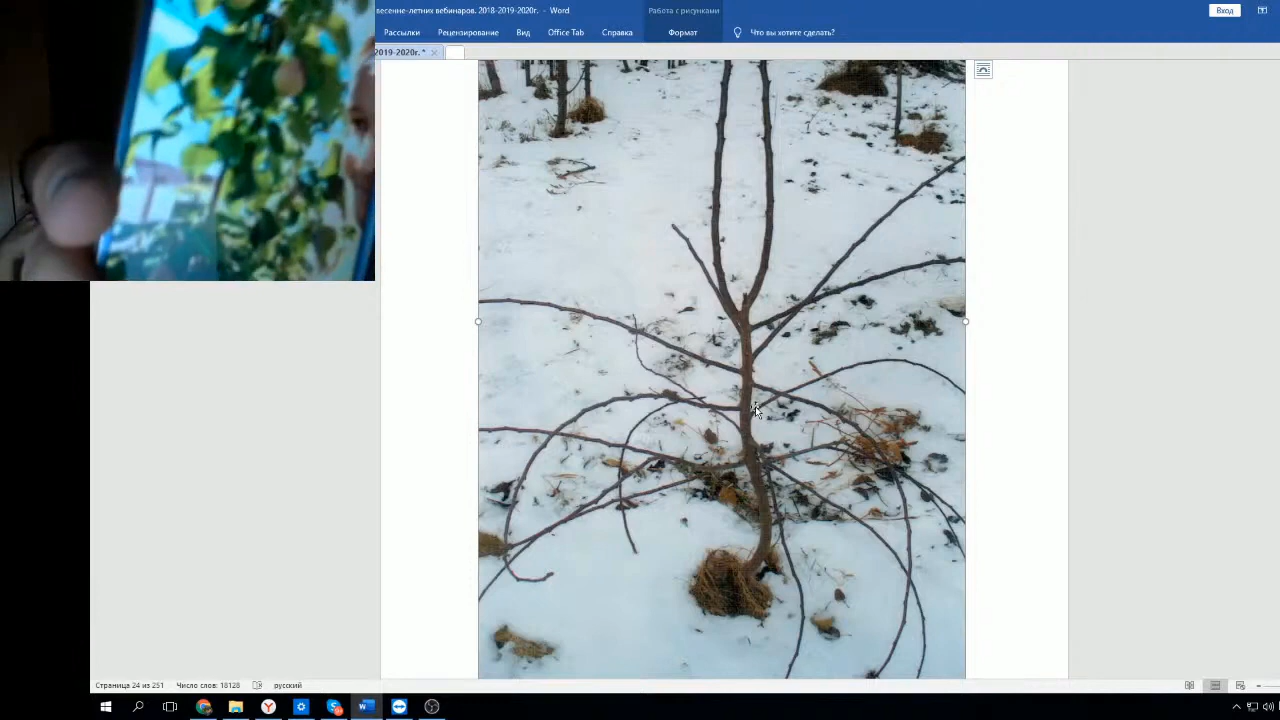 весенне-летних вебинаров. 2018-2019-2020г. - Word
Работа с рисунками
Вход
Рассылки Рецензирование Вид Office Tab Справка Формат Что вы хотите сделать?
2019-2020г. *
Страница 24 из 251 Число слов: 18128 русский